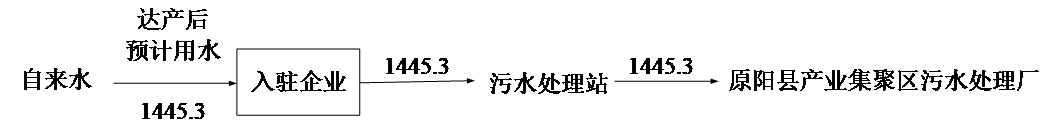 达产后
预计用水
自来水
1445.3
入驻企业
1445.3
污水处理站
1445.3
原阳县产业集聚区污水处理厂